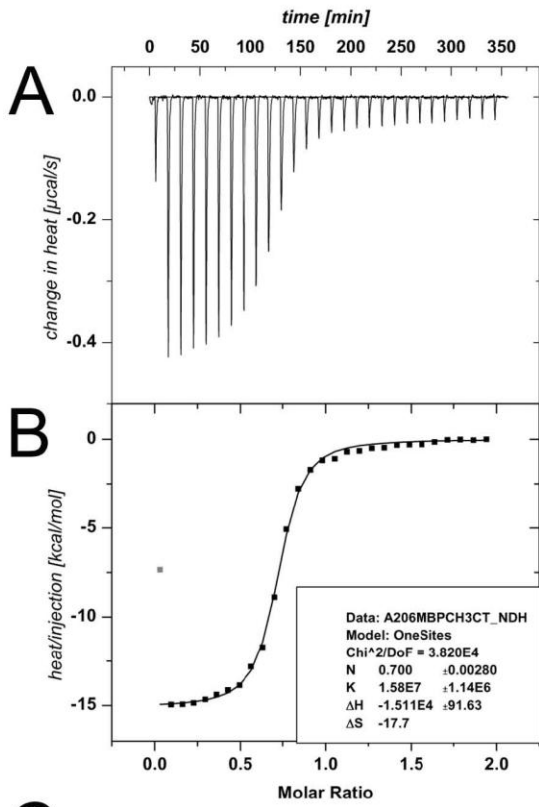 time [min]
0 50 100 150 200 250 300 350
A
0.0
-0.2
-0.4
change in heat [µcal/s]
B
0
-5
-10
-15
heat/injection [kcal/mol]
Data: A206MBPCH3CT_NDH
Model: OneSites
Chi^2/DoF = 3.820E4
N 0.700 ±0.00280
K 1.58E7 ±1.14E6
ΔH -1.511E4 ±91.63
ΔS -17.7
0.0 0.5 1.0 1.5 2.0
Molar Ratio